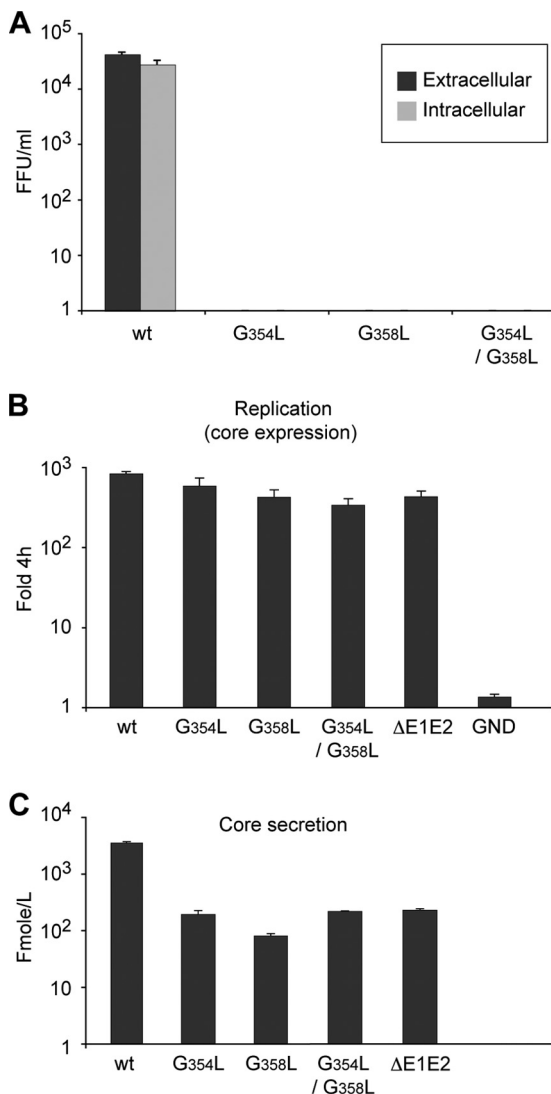 A
FFU/ml
10⁵
10⁴
10³
10²
10
1
Extracellular
Intracellular
wt
G354L
G358L
G354L
/ G358L
B
Replication
(core expression)
Fold 4h
10³
10²
10
1
wt
G354L
G358L
G354L
/ G358L
ΔE1E2
GND
C
Core secretion
Fmole/L
10⁴
10³
10²
10
1
wt
G354L
G358L
G354L
/ G358L
ΔE1E2